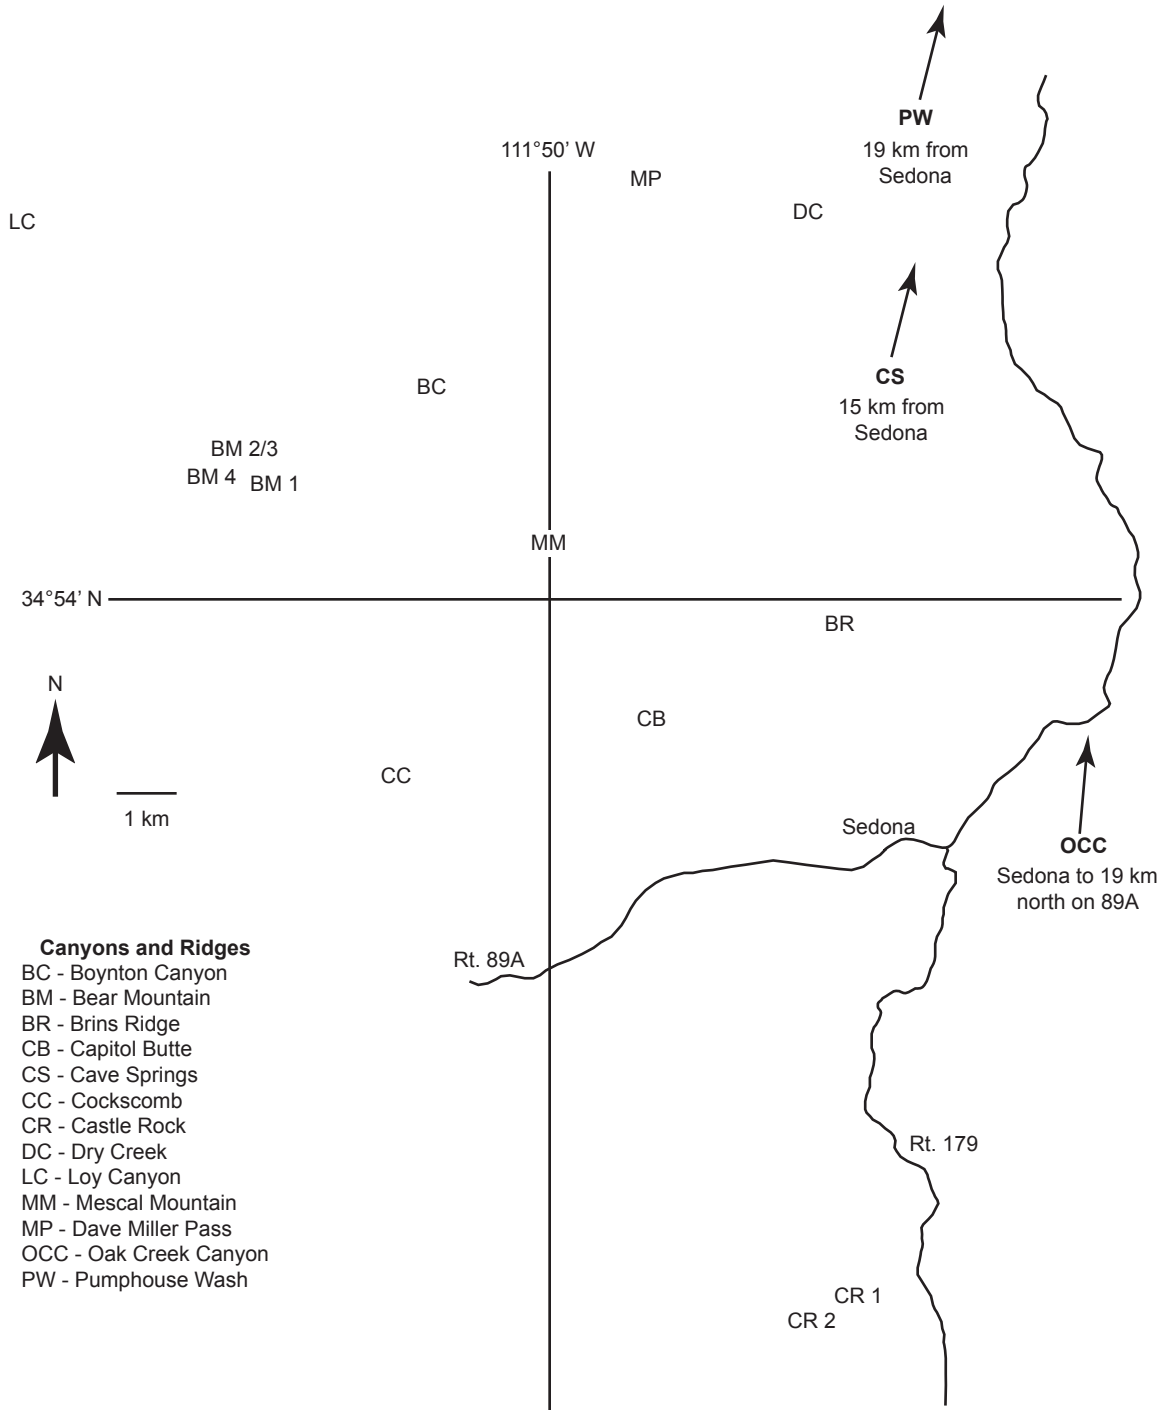 PW
19 km from
Sedona
111°50’ W
MP
DC
LC
CS
15 km from
Sedona
BC
BM 2/3
BM 4
BM 1
MM
34°54’ N
BR
N
CB
CC
1 km
Sedona
OCC
Sedona to 19 km
north on 89A
Rt. 89A
Canyons and Ridges
BC - Boynton Canyon
BM - Bear Mountain
BR - Brins Ridge
CB - Capitol Butte
CS - Cave Springs
CC - Cockscomb
CR - Castle Rock
DC - Dry Creek
LC - Loy Canyon
MM - Mescal Mountain
MP - Dave Miller Pass
OCC - Oak Creek Canyon
PW - Pumphouse Wash
Rt. 179
CR 1
CR 2